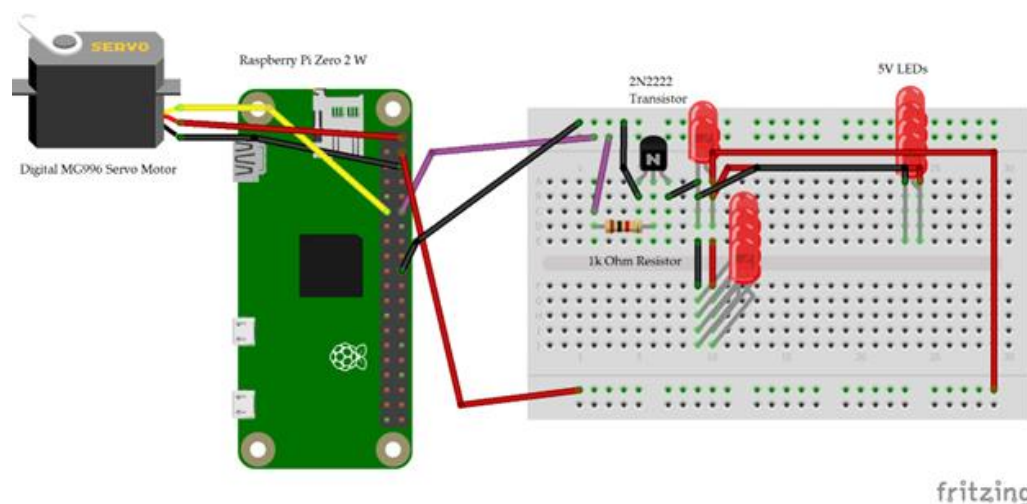 SERVO
Raspberry Pi Zero 2 W
5V LEDs
2N2222
Transistor
N
Digital MG996 Servo Motor
1k Ohm Resistor
fritzing